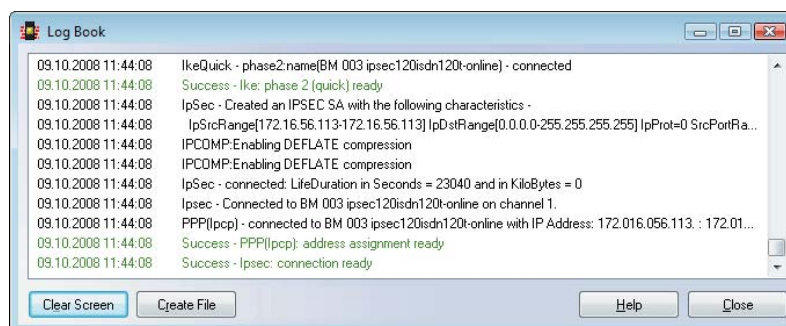 Log Book
09.10.2008 11:44:08 IkeQuick - phase2:name(BM 003 ipsec120isdn120t-online) - connected
09.10.2008 11:44:08 Success - Ike: phase 2 (quick) ready
09.10.2008 11:44:08 IpSec - Created an IPSEC SA with the following characteristics -
09.10.2008 11:44:08 IpSrcRange[172.16.56.113-172.16.56.113] IpDstRange[0.0.0.0-255.255.255.255] IpProt=0 SrcPortRa...
09.10.2008 11:44:08 IPCOMP:Enabling DEFLATE compression
09.10.2008 11:44:08 IPCOMP:Enabling DEFLATE compression
09.10.2008 11:44:08 IpSec - connected: LifeDuration in Seconds = 23040 and in KiloBytes = 0
09.10.2008 11:44:08 Ipsec - Connected to BM 003 ipsec120isdn120t-online on channel 1.
09.10.2008 11:44:08 PPP(Ipcp) - connected to BM 003 ipsec120isdn120t-online with IP Address: 172.016.056.113. : 172.01...
09.10.2008 11:44:08 Success - PPP(Ipcp): address assignment ready
09.10.2008 11:44:08 Success - Ipsec: connection ready
Clear Screen Create File Help Close